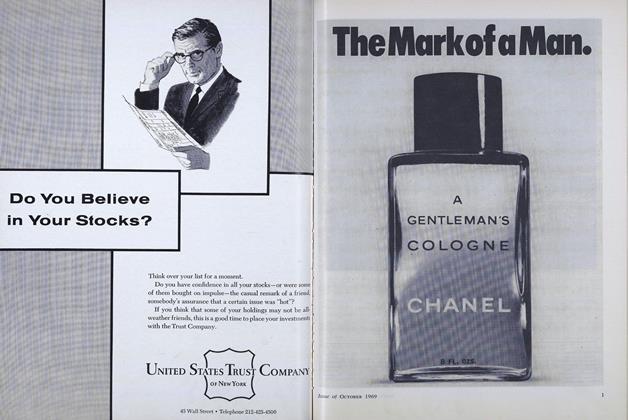 Do You Believe
in Your Stocks?
Think over your list for a moment.
Do you have confidence in all your stocks—or were some
of them bought on impulse—the casual remark of a friend,
somebody's assurance that a certain issue was "hot"?
If you think that some of your holdings may not be all-
weather friends, this is a good time to place your investments
with the Trust Company.
UNITED STATES TRUST COMPANY
OF NEW YORK
45 Wall Street • Telephone 212-425-4500
The Mark of a Man.
A
GENTLEMAN'S
COLOGNE
CHANEL
8 FL. OZS.
Issue of OCTOBER 1969
1